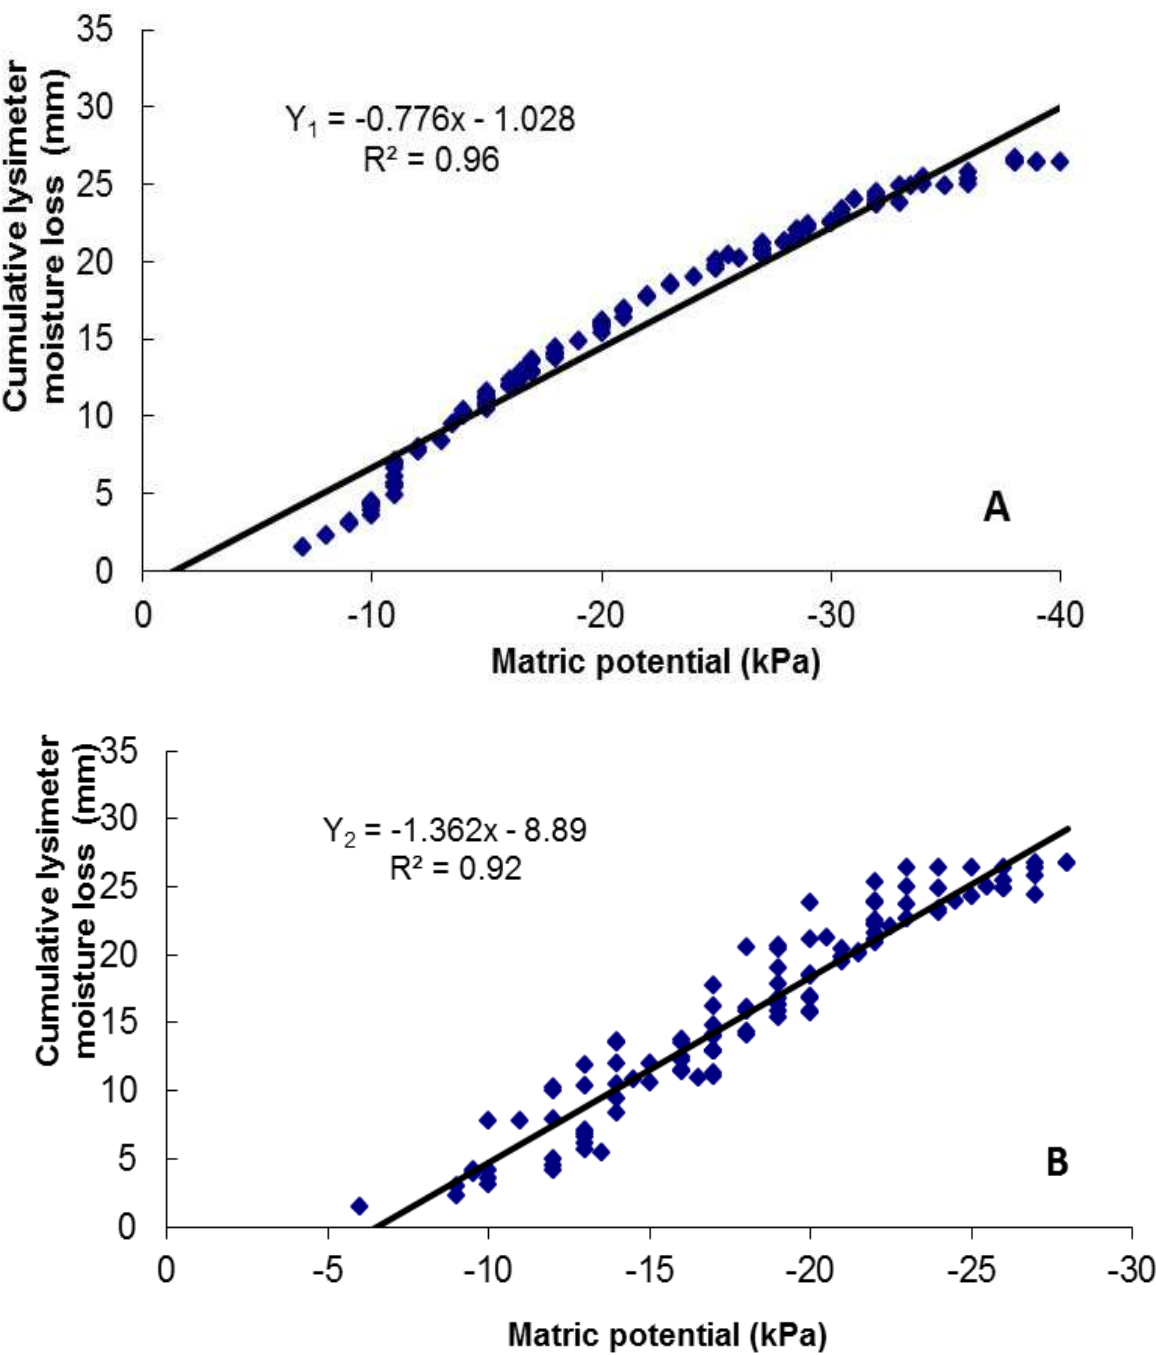 35
30
25
20
15
10
5
0
Cumulative lysimeter
moisture loss (mm)
Y₁ = -0.776x - 1.028
R² = 0.96
A
0 -10 -20 -30 -40
Matric potential (kPa)
35
30
25
20
15
10
5
0
Cumulative lysimeter
moisture loss (mm)
Y₂ = -1.362x - 8.89
R² = 0.92
B
0 -5 -10 -15 -20 -25 -30
Matric potential (kPa)